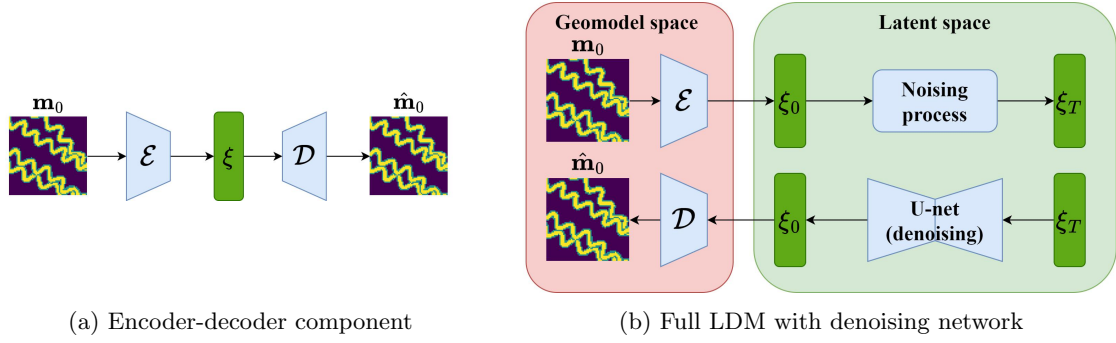 m₀
ℰ
ξ
𝒟
m̂₀
(a) Encoder-decoder component
Geomodel space
Latent space
m₀
ℰ
ξ₀
Noising
process
ξ_T
m̂₀
𝒟
ξ₀
U-net
(denoising)
ξ_T
(b) Full LDM with denoising network